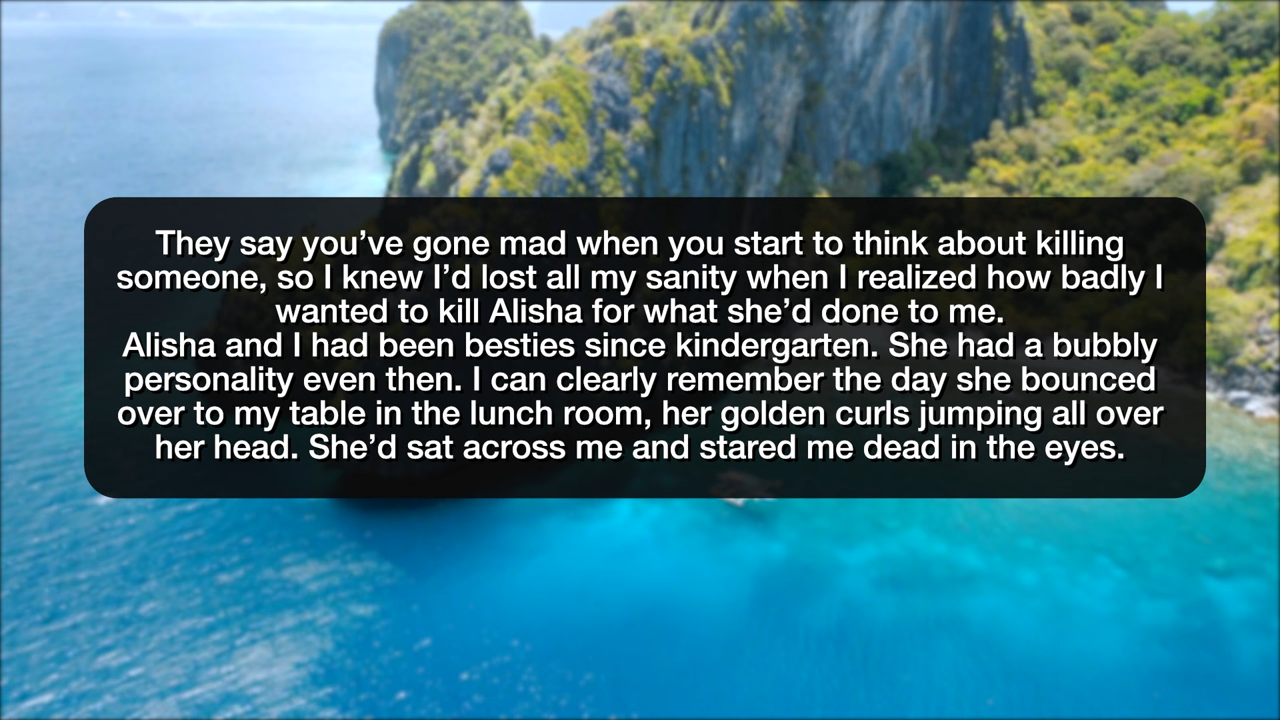 They say you’ve gone mad when you start to think about killing
someone, so I knew I’d lost all my sanity when I realized how badly I
wanted to kill Alisha for what she’d done to me.
Alisha and I had been besties since kindergarten. She had a bubbly
personality even then. I can clearly remember the day she bounced
over to my table in the lunch room, her golden curls jumping all over
her head. She’d sat across me and stared me dead in the eyes.